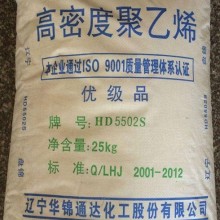 高密度聚乙烯
本企业通过ISO 9001质量管理体系认证
优级品
牌号: HD5502S
净含量: 25kg
标准: Q/LHJ 2001-2012
辽宁华锦通达化工股份有限公司